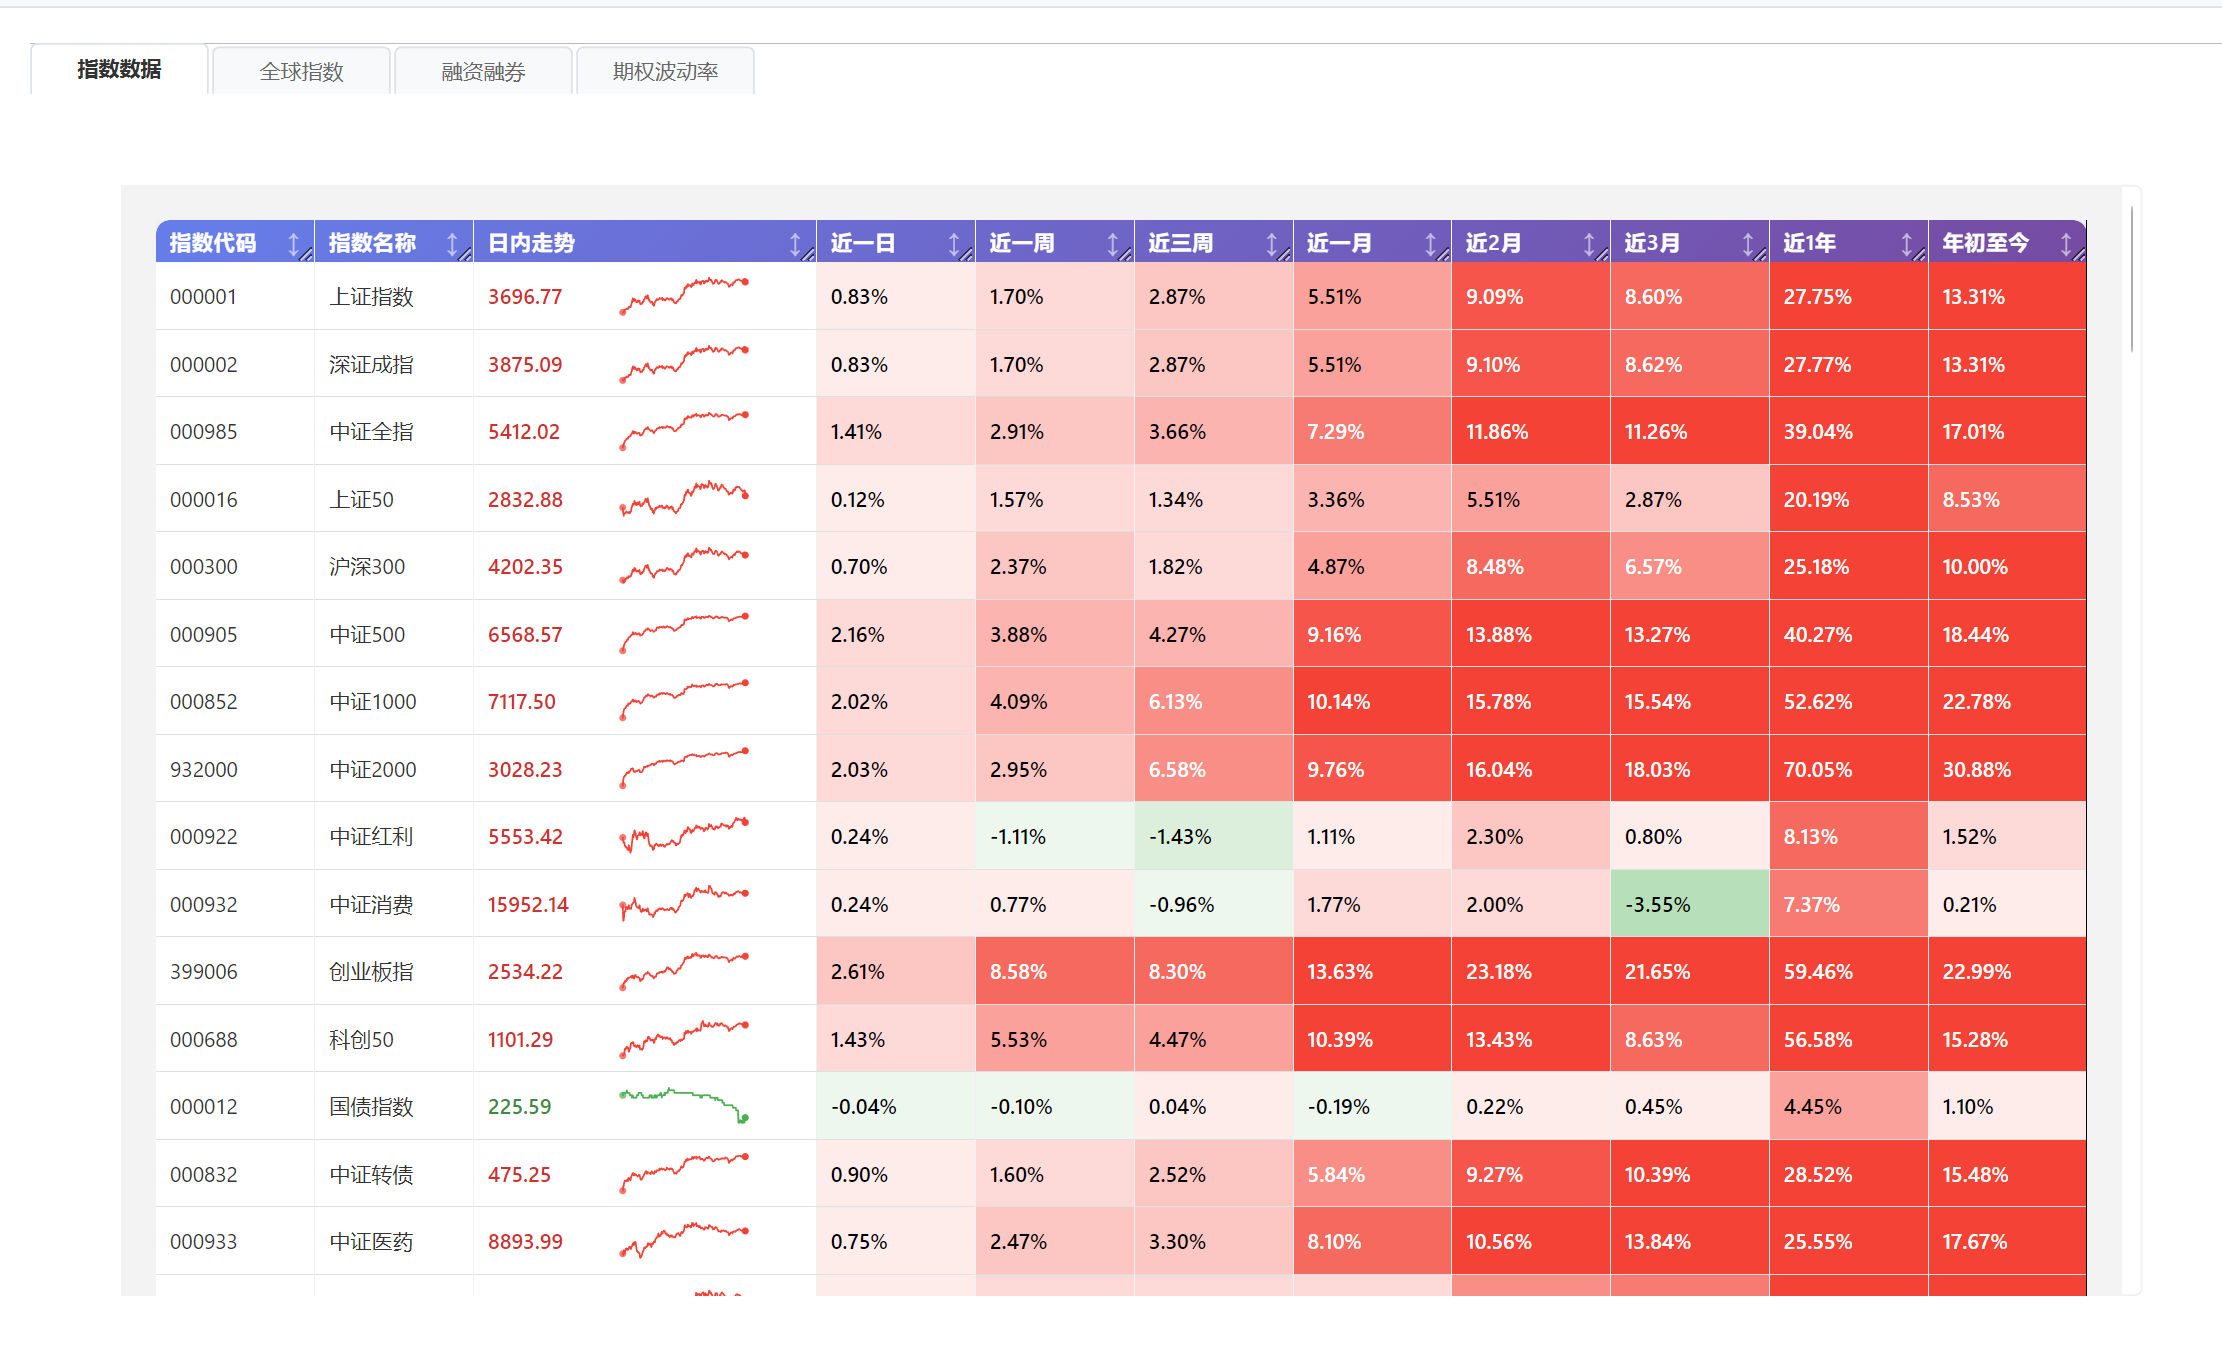 指数数据 全球指数 融资融券 期权波动率
指数代码 指数名称 日内走势 近一日 近一周 近三周 近一月 近2月 近3月 近1年 年初至今
000001 上证指数 3696.77 0.83% 1.70% 2.87% 5.51% 9.09% 8.60% 27.75% 13.31%
000002 深证成指 3875.09 0.83% 1.70% 2.87% 5.51% 9.10% 8.62% 27.77% 13.31%
000985 中证全指 5412.02 1.41% 2.91% 3.66% 7.29% 11.86% 11.26% 39.04% 17.01%
000016 上证50 2832.88 0.12% 1.57% 1.34% 3.36% 5.51% 2.87% 20.19% 8.53%
000300 沪深300 4202.35 0.70% 2.37% 1.82% 4.87% 8.48% 6.57% 25.18% 10.00%
000905 中证500 6568.57 2.16% 3.88% 4.27% 9.16% 13.88% 13.27% 40.27% 18.44%
000852 中证1000 7117.50 2.02% 4.09% 6.13% 10.14% 15.78% 15.54% 52.62% 22.78%
932000 中证2000 3028.23 2.03% 2.95% 6.58% 9.76% 16.04% 18.03% 70.05% 30.88%
000922 中证红利 5553.42 0.24% -1.11% -1.43% 1.11% 2.30% 0.80% 8.13% 1.52%
000932 中证消费 15952.14 0.24% 0.77% -0.96% 1.77% 2.00% -3.55% 7.37% 0.21%
399006 创业板指 2534.22 2.61% 8.58% 8.30% 13.63% 23.18% 21.65% 59.46% 22.99%
000688 科创50 1101.29 1.43% 5.53% 4.47% 10.39% 13.43% 8.63% 56.58% 15.28%
000012 国债指数 225.59 -0.04% -0.10% 0.04% -0.19% 0.22% 0.45% 4.45% 1.10%
000832 中证转债 475.25 0.90% 1.60% 2.52% 5.84% 9.27% 10.39% 28.52% 15.48%
000933 中证医药 8893.99 0.75% 2.47% 3.30% 8.10% 10.56% 13.84% 25.55% 17.67%